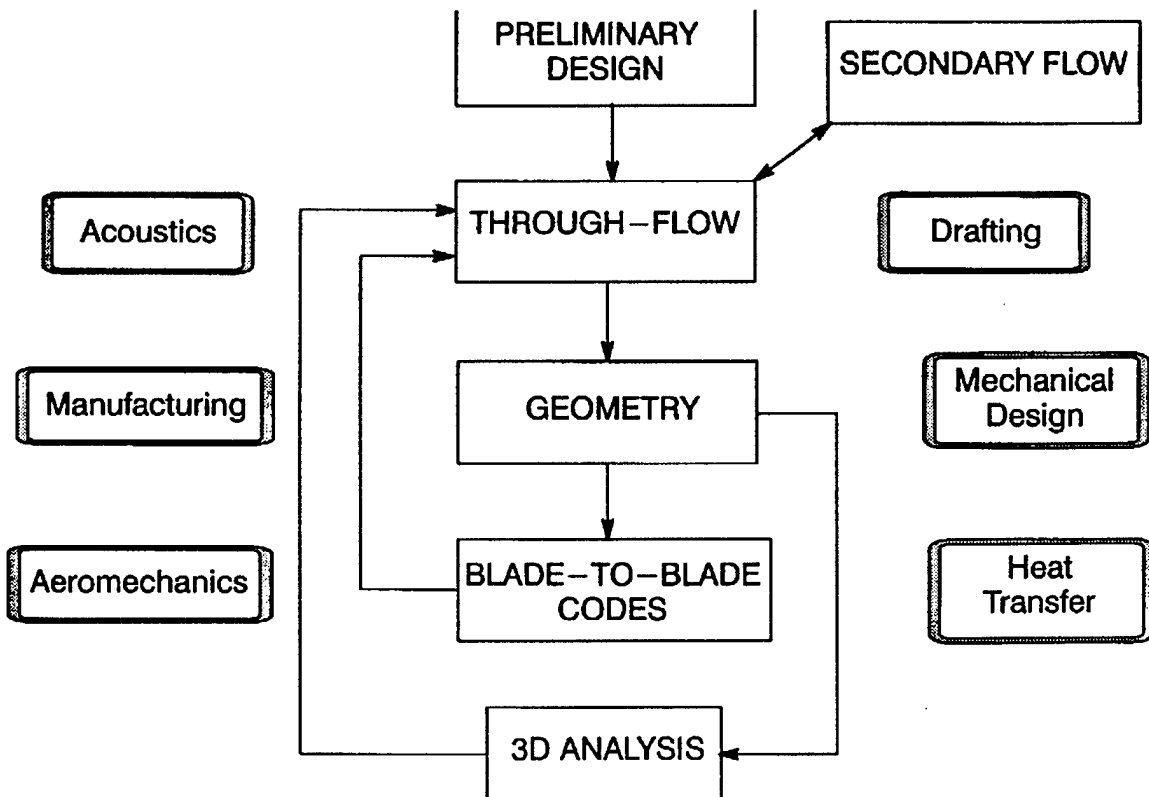 PRELIMINARY
DESIGN
SECONDARY FLOW
THROUGH–FLOW
Acoustics
Drafting
Manufacturing
GEOMETRY
Mechanical
Design
Aeromechanics
BLADE–TO–BLADE
CODES
Heat
Transfer
3D ANALYSIS